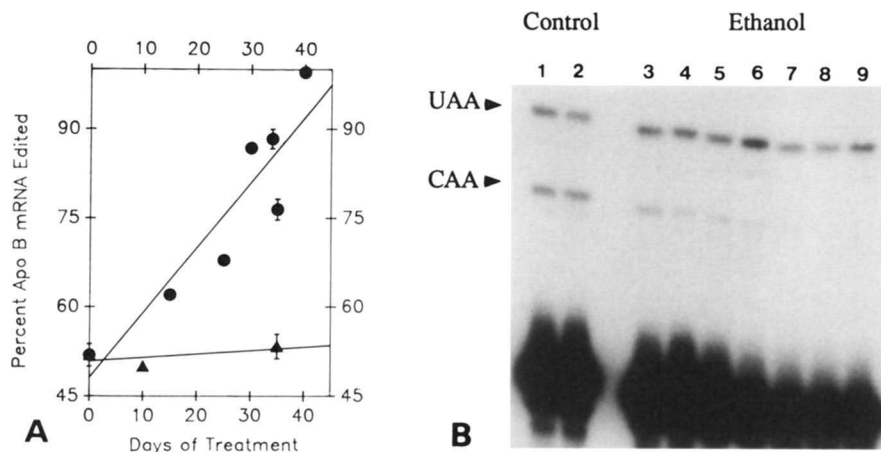 0 10 20 30 40
90 90
75 75
60 60
45 45
0 10 20 30 40
Percent Apo B mRNA Edited
Days of Treatment
A
Control Ethanol
1 2 3 4 5 6 7 8 9
UAA
CAA
B